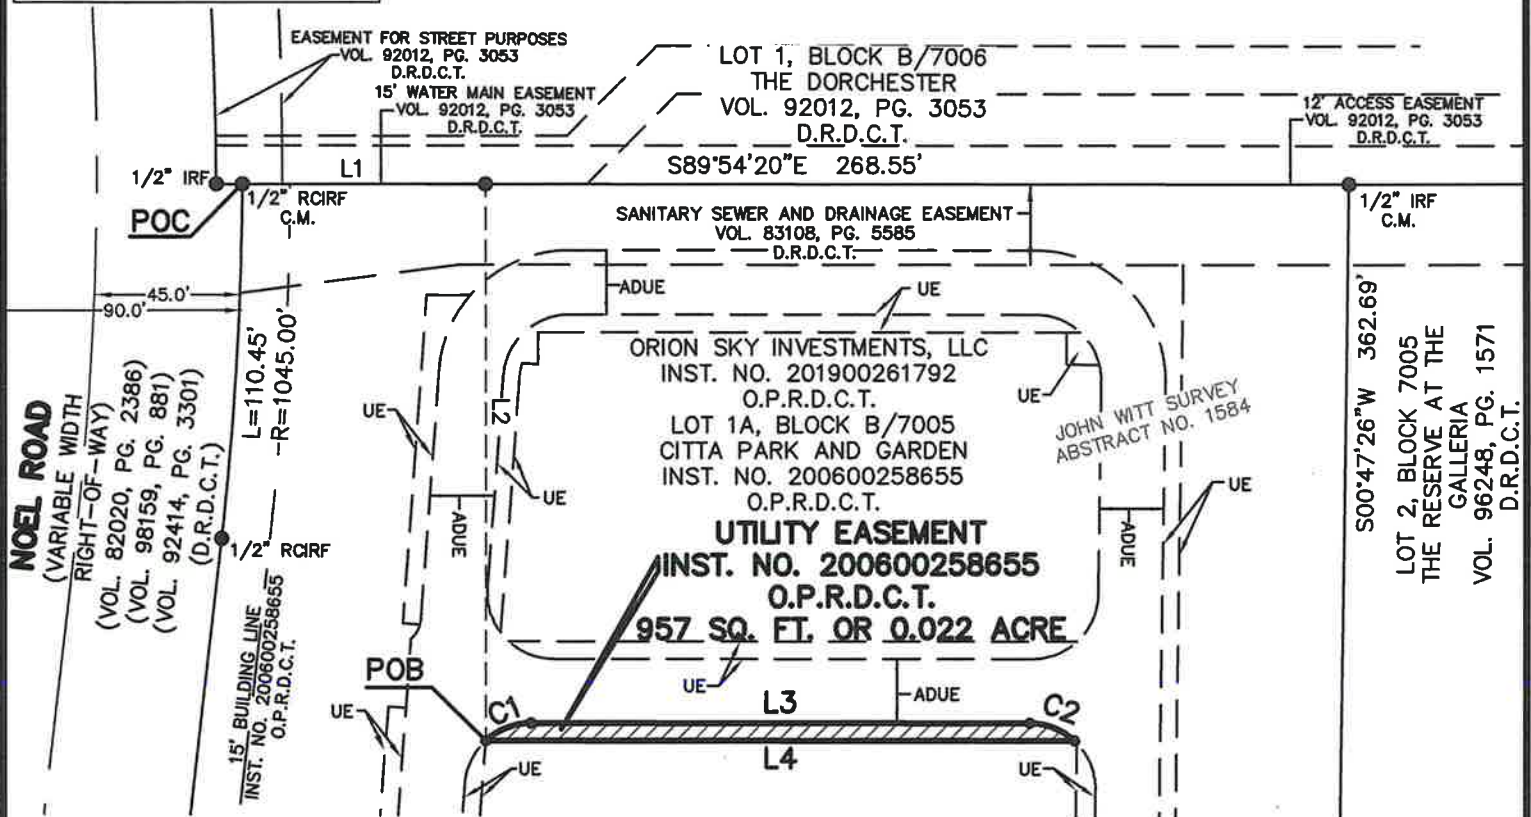 EASEMENT FOR STREET PURPOSES
VOL. 92012, PG. 3053
D.R.D.C.T.
15' WATER MAIN EASEMENT
VOL. 92012, PG. 3053
D.R.D.C.T.
LOT 1, BLOCK B/7006
THE DORCHESTER
VOL. 92012, PG. 3053
D.R.D.C.T.
12' ACCESS EASEMENT
VOL. 92012, PG. 3053
D.R.D.C.T.
1/2" IRF
L1
S89°54'20"E 268.55'
1/2" RCIRF
C.M.
POC
1/2" IRF
C.M.
SANITARY SEWER AND DRAINAGE EASEMENT
VOL. 83108, PG. 5585
D.R.D.C.T.
45.0'
90.0'
ADUE
UE
L=110.45'
R=1045.00'
NOEL ROAD
(VARIABLE WIDTH
RIGHT-OF-WAY)
(VOL. 82020, PG. 2386)
(VOL. 98159, PG. 881)
(VOL. 92414, PG. 3301)
(D.R.D.C.T.)
1/2" RCIRF
UE
L2
UE
ADUE
ORION SKY INVESTMENTS, LLC
INST. NO. 201900261792
O.P.R.D.C.T.
LOT 1A, BLOCK B/7005
CITTA PARK AND GARDEN
INST. NO. 200600258655
O.P.R.D.C.T.
UTILITY EASEMENT
INST. NO. 200600258655
O.P.R.D.C.T.
957 SQ. FT. OR 0.022 ACRE
UE
JOHN WITT SURVEY
ABSTRACT NO. 1584
UE
ADUE
S00°47'26"W 362.69'
LOT 2, BLOCK 7005
THE RESERVE AT THE
GALLERIA
VOL. 96248, PG. 1571
D.R.D.C.T.
15' BUILDING LINE
INST. NO. 200600258655
O.P.R.D.C.T.
POB
UE
UE
ADUE
C1
L3
C2
L4
UE
UE